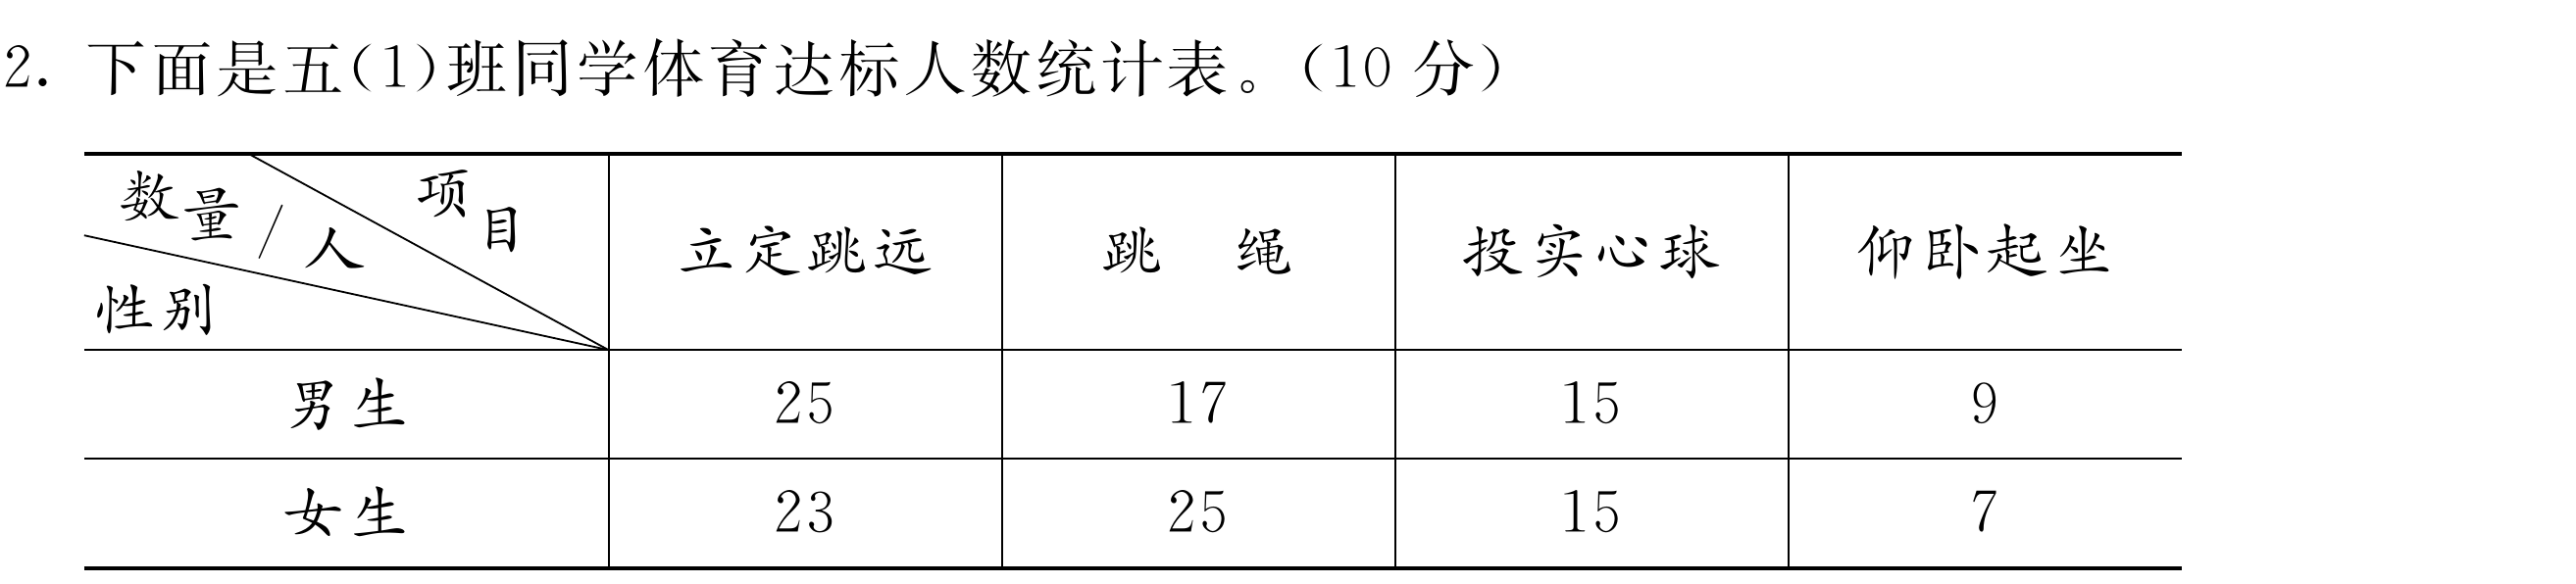 2. 下面是五(1)班同学体育达标人数统计表。(10 分)
数量/人 项目 性别 立定跳远 跳 绳 投实心球 仰卧起坐
男生 25 17 15 9
女生 23 25 15 7